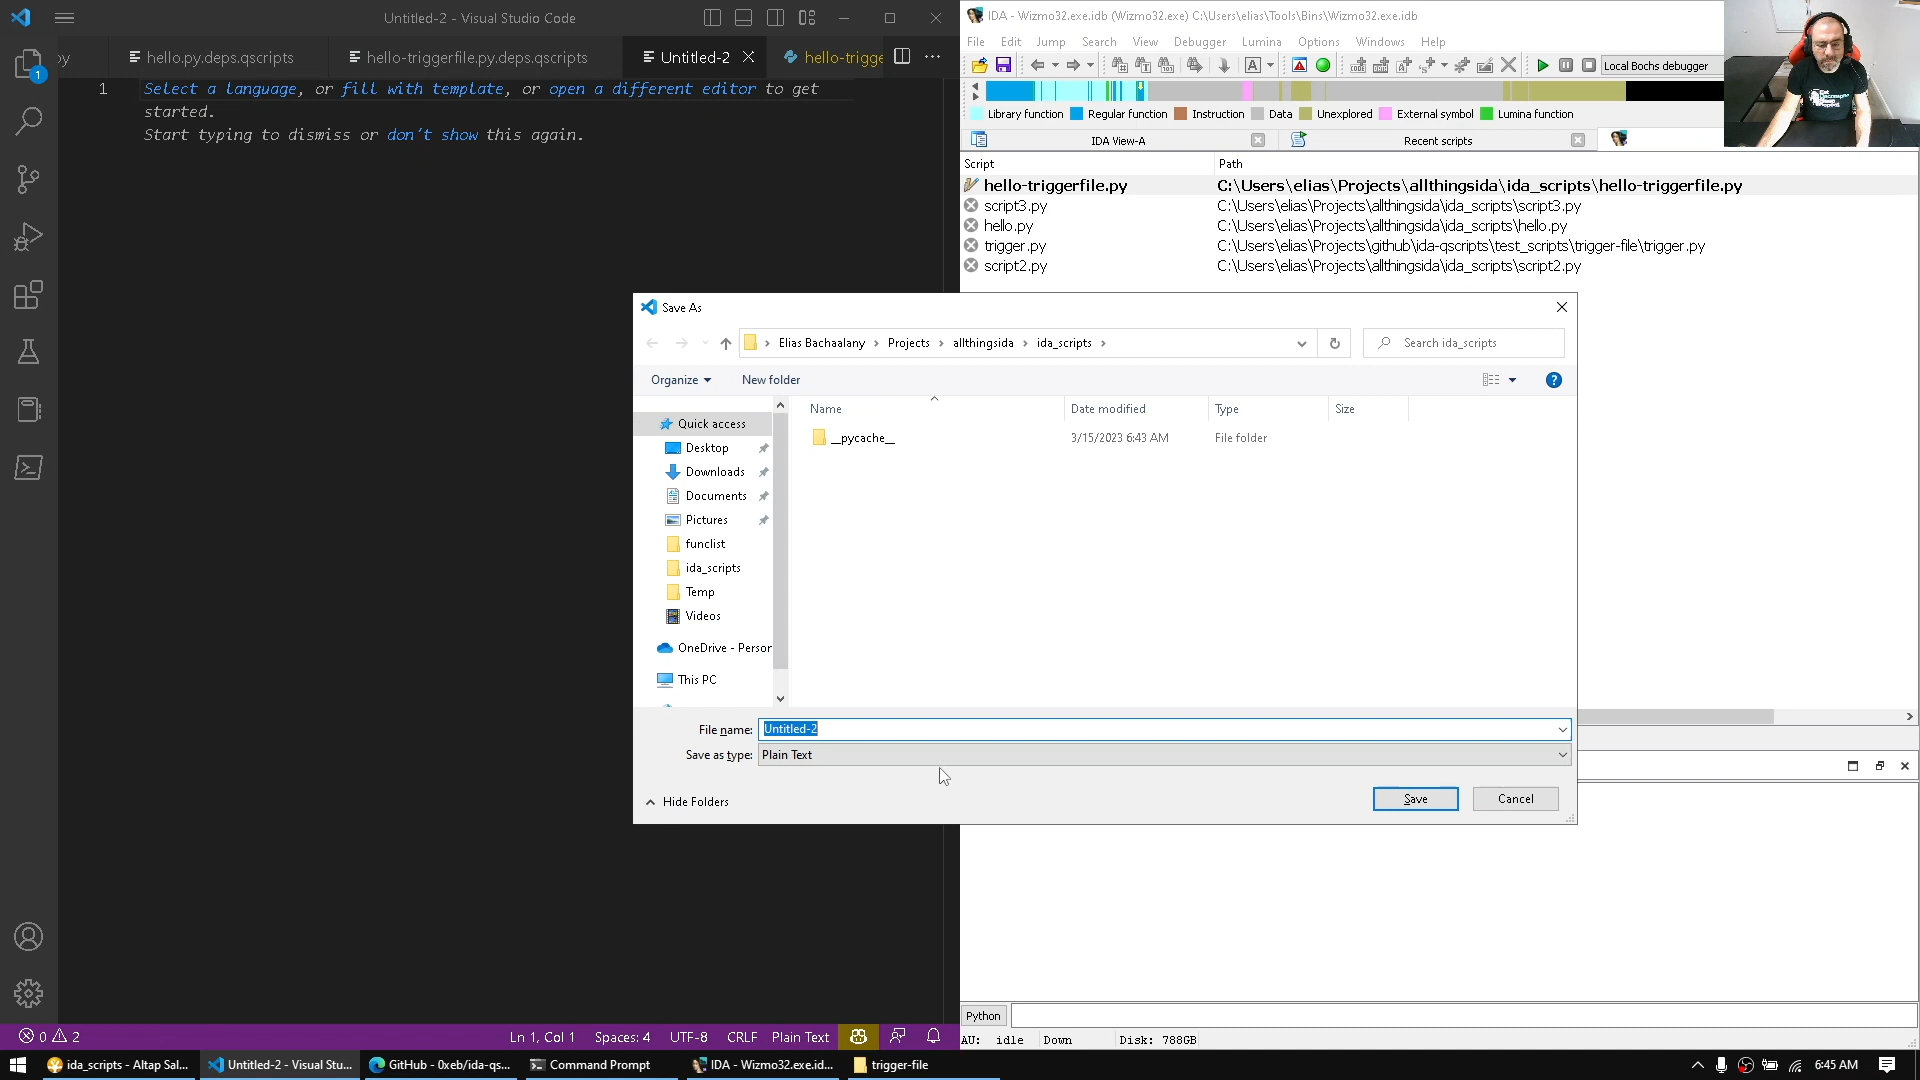 Untitled-2 - Visual Studio Code
py
hello.py.deps.qscripts
hello-triggerfile.py.deps.qscripts
Untitled-2
hello-trigge
1
Select a language, or fill with template, or open a different editor to get
started.
Start typing to dismiss or don't show this again.
1
IDA - Wizmo32.exe.idb (Wizmo32.exe) C:\Users\elias\Tools\Bins\Wizmo32.exe.idb
File Edit Jump Search View Debugger Lumina Options Windows Help
Local Bochs debugger
Library function Regular function Instruction Data Unexplored External symbol Lumina function
IDA View-A
Recent scripts
Script Path
hello-triggerfile.py C:\Users\elias\Projects\allthingsida\ida_scripts\hello-triggerfile.py
script3.py C:\Users\elias\Projects\allthingsida\ida_scripts\script3.py
hello.py C:\Users\elias\Projects\allthingsida\ida_scripts\hello.py
trigger.py C:\Users\elias\Projects\github\ida-qscripts\test_scripts\trigger-file\trigger.py
script2.py C:\Users\elias\Projects\allthingsida\ida_scripts\script2.py
Save As
Elias Bachaalany
Projects
allthingsida
ida_scripts
Search ida_scripts
Organize
New folder
Name Date modified Type Size
__pycache__ 3/15/2023 6:43 AM File folder
Quick access
Desktop
Downloads
Documents
Pictures
funclist
ida_scripts
Temp
Videos
OneDrive - Person
This PC
File name: Untitled-2
Save as type: Plain Text
Hide Folders
Save
Cancel
Python
AU: idle Down Disk: 788GB
0 2
Ln 1, Col 1 Spaces: 4 UTF-8 CRLF Plain Text
ida_scripts - Altap Sal...
Untitled-2 - Visual Stu...
GitHub - 0xeb/ida-qs...
Command Prompt
IDA - Wizmo32.exe.id...
trigger-file
6:45 AM